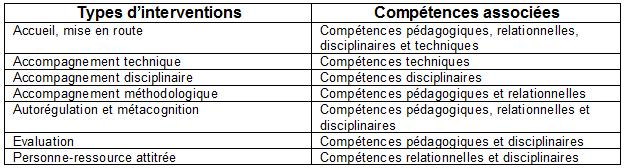 Types d’interventions Compétences associées
Accueil, mise en route Compétences pédagogiques, relationnelles,
disciplinaires et techniques
Accompagnement technique Compétences techniques
Accompagnement disciplinaire Compétences disciplinaires
Accompagnement méthodologique Compétences pédagogiques et relationnelles
Autorégulation et métacognition Compétences pédagogiques, relationnelles et
disciplinaires
Evaluation Compétences pédagogiques et disciplinaires
Personne-ressource attitrée Compétences relationnelles et disciplinaires